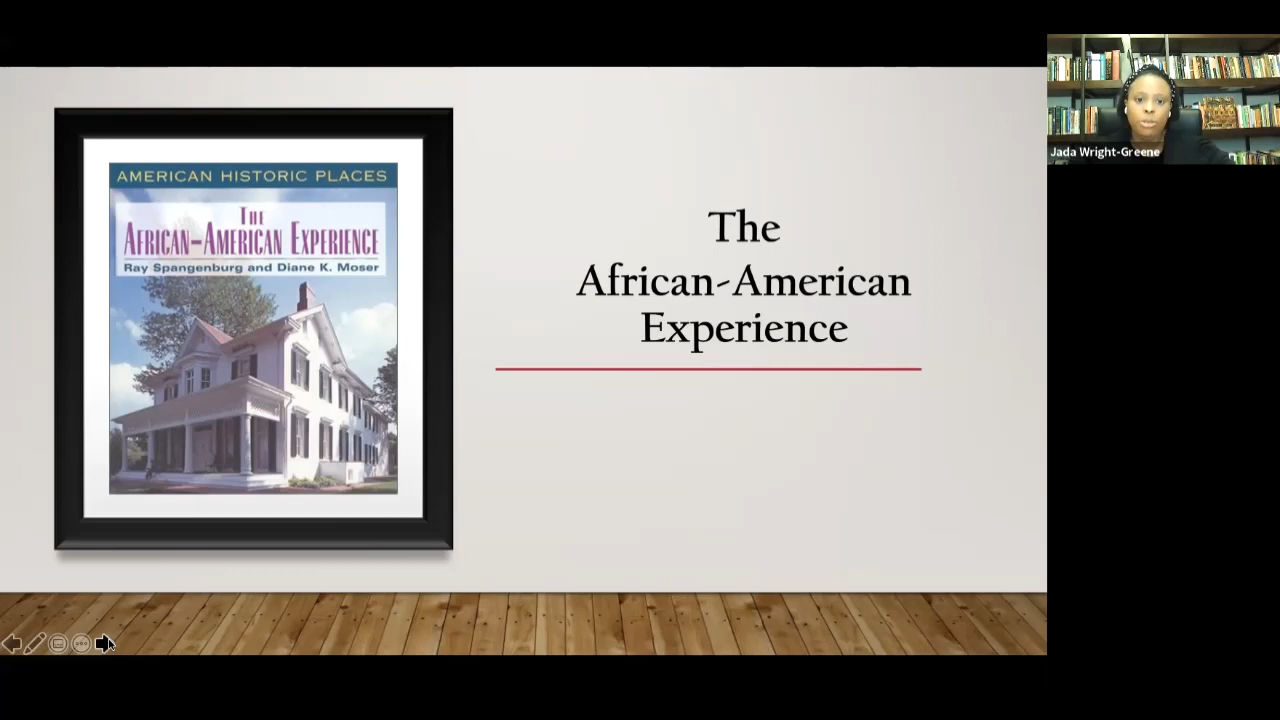 AMERICAN HISTORIC PLACES
THE
AFRICAN-AMERICAN EXPERIENCE
Ray Spangenburg and Diane K. Moser
The
African-American
Experience
Jada Wright-Greene